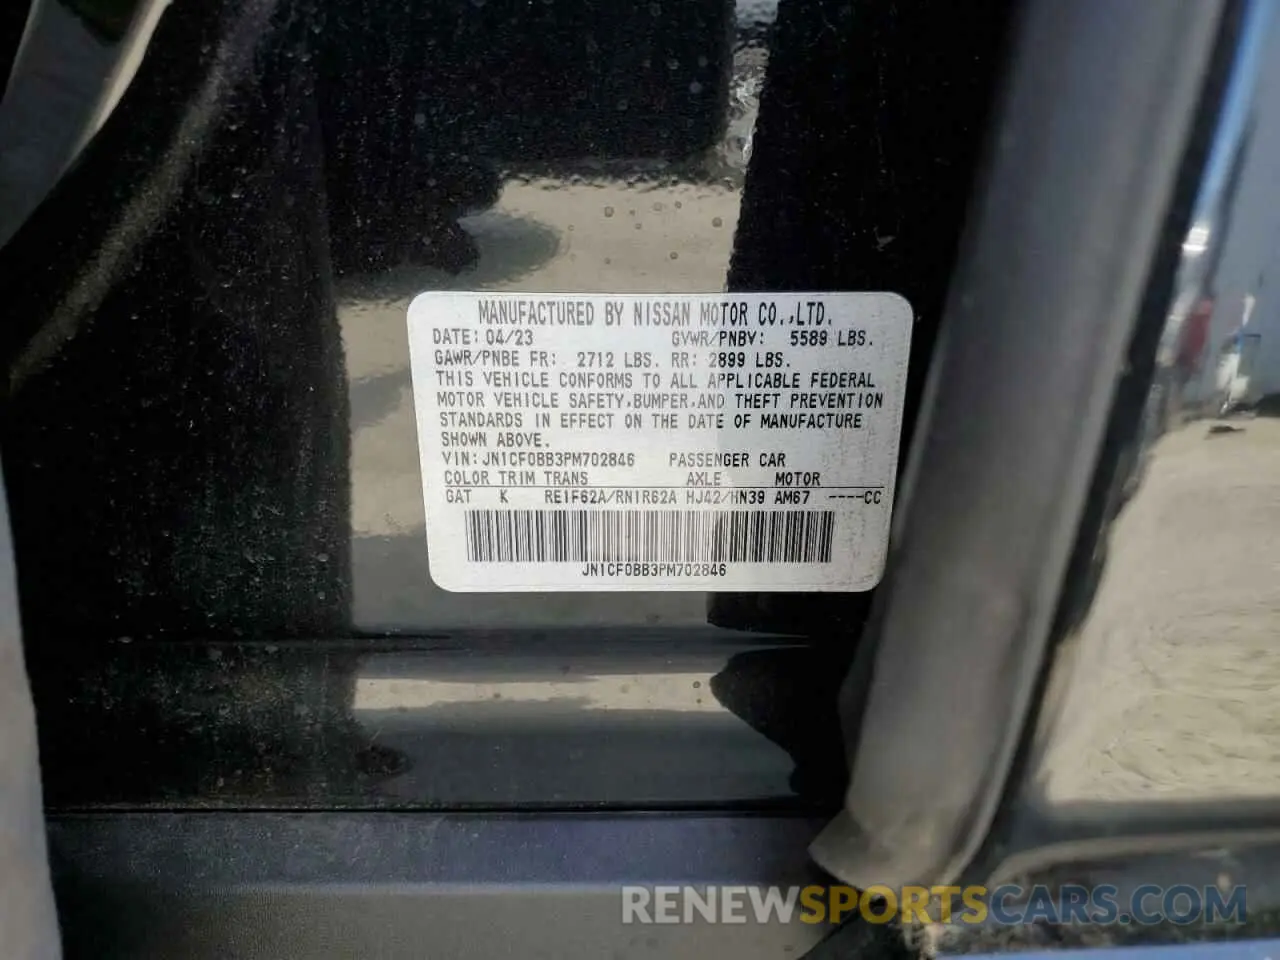 MANUFACTURED BY NISSAN MOTOR CO.,LTD.
DATE: 04/23 GVWR/PNBV: 5589 LBS.
GAWR/PNBE FR: 2712 LBS. RR: 2899 LBS.
THIS VEHICLE CONFORMS TO ALL APPLICABLE FEDERAL
MOTOR VEHICLE SAFETY,BUMPER,AND THEFT PREVENTION
STANDARDS IN EFFECT ON THE DATE OF MANUFACTURE
SHOWN ABOVE.
VIN: JN1CF0BB3PM702846 PASSENGER CAR
COLOR TRIM TRANS AXLE MOTOR
GAT K RE1F62A/RN1R62A HJ42/HN39 AM67 ----CC
JN1CF0BB3PM702846
RENEWSPORTSCARS.COM